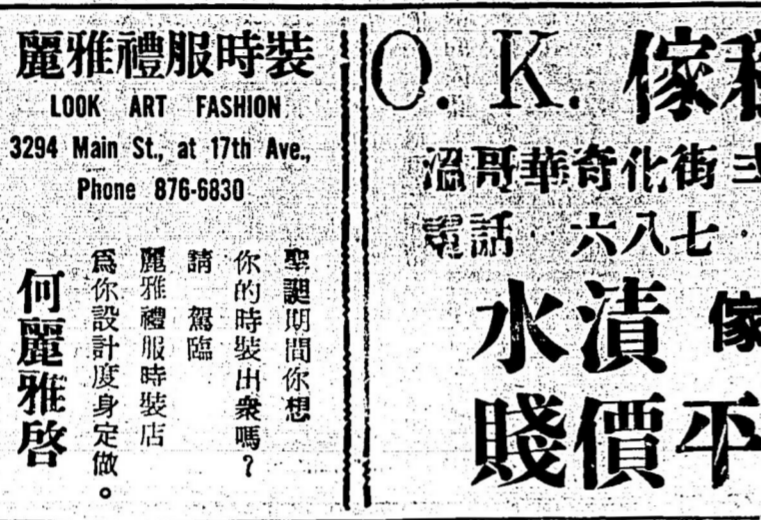 麗雅禮服時裝
LOOK ART FASHION
3294 Main St., at 17th Ave.,
Phone 876-6830
聖誕期間你想
你的時裝出衆嗎？
請 駕臨
麗雅禮服時裝店
爲你設計度身定做。
何麗雅啓
O. K. 傢私
溫哥華奇化街弍
電話·六八七·
水漬 傢
賤價平